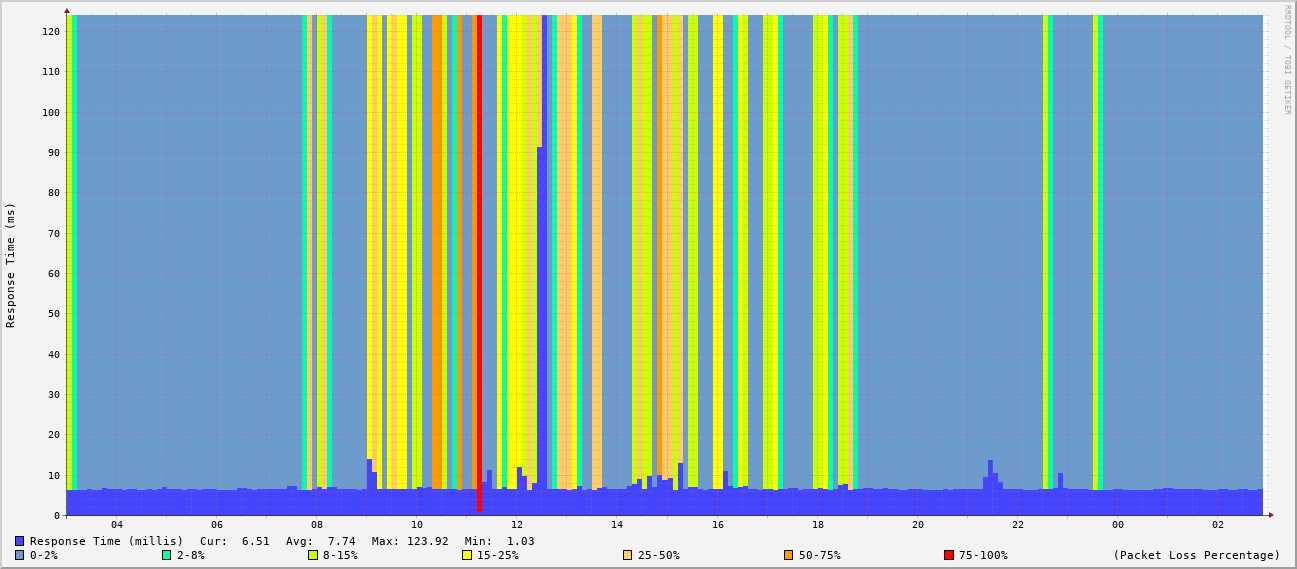 RRDTOOL / TOBI OETIKER
Response Time (ms)
120
110
100
90
80
70
60
50
40
30
20
10
0
04 06 08 10 12 14 16 18 20 22 00 02
Response Time (millis) Cur: 6.51 Avg: 7.74 Max: 123.92 Min: 1.03
0-2% 2-8% 8-15% 15-25% 25-50% 50-75% 75-100% (Packet Loss Percentage)